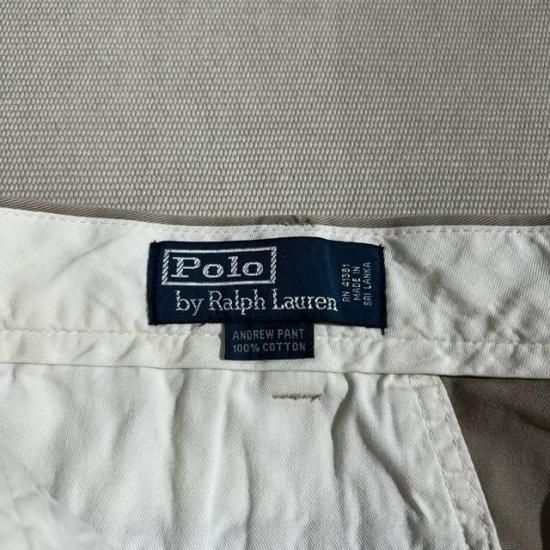 Polo
by Ralph Lauren
RN 41381
MADE IN
SRI LANKA
ANDREW PANT
100% COTTON